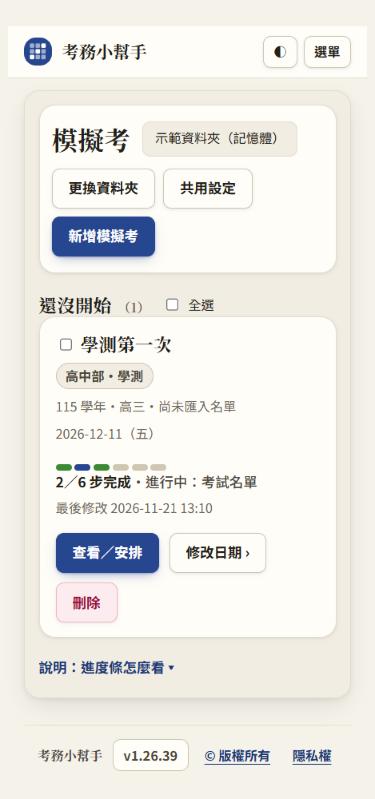 考務小幫手
選單
模擬考 示範資料夾（記憶體）
更換資料夾 共用設定
新增模擬考
還沒開始 （1） 全選
學測第一次
高中部・學測
115 學年・高三・尚未匯入名單
2026-12-11（五）
2／6 步完成・進行中：考試名單
最後修改 2026-11-21 13:10
查看／安排 修改日期 ›
刪除
說明：進度條怎麼看 ▾
考務小幫手 v1.26.39 © 版權所有 隱私權